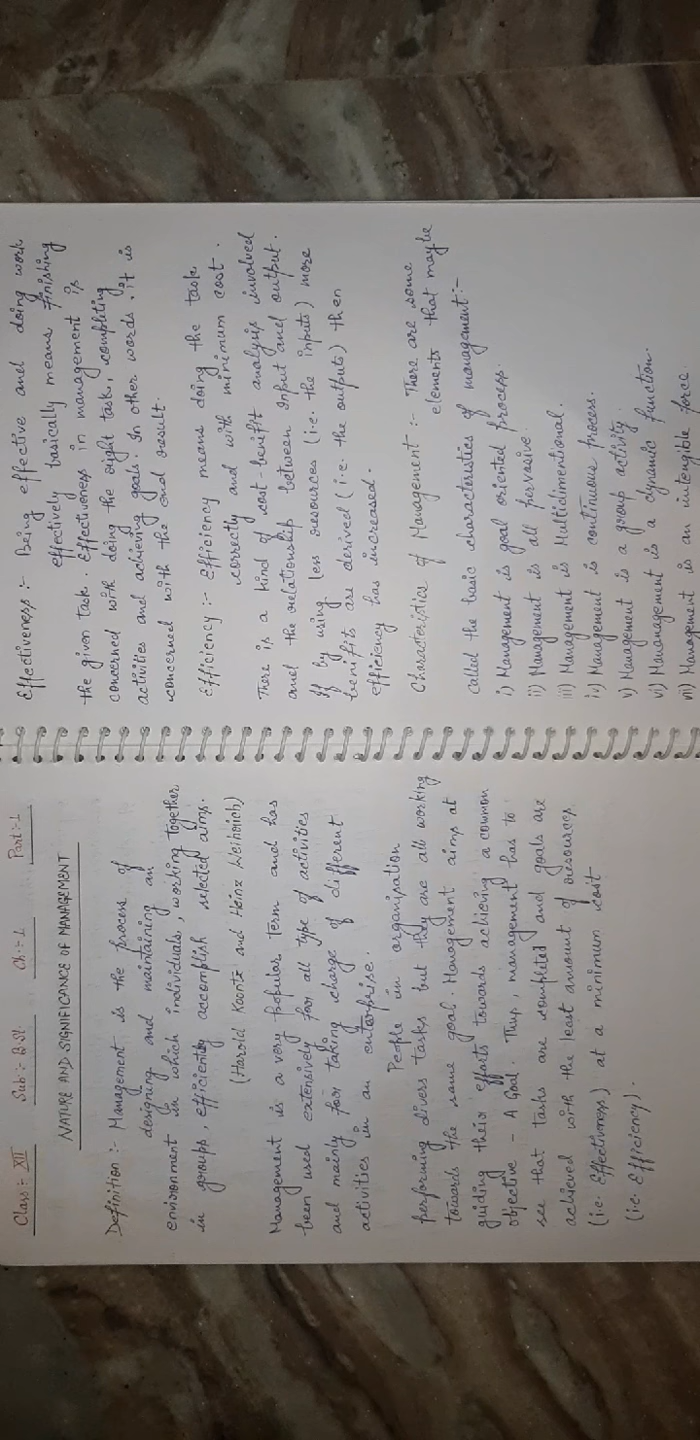 Class:- XII Sub:- B.St. Ch:- 1 Part:-1
NATURE AND SIGNIFICANCE OF MANAGEMENT
Definition :- Management is the process of
designing and maintaining an
environment in which individuals, working together
in groups, efficiently accomplish selected aims.
(Harold Koontz and Heinz Weihrich)
Management is a very popular term and has
been used extensively for all type of activities
and mainly for taking charge of different
activities in an enterprise.
People in organisation
performing divers tasks but they are all working
towards the same goal. Management aims at
guiding their efforts towards achieving a common
objective - A Goal. Thus, management has to
see that tasks are completed and goals are
achieved with the least amount of resources
(i.e. Effectivness) at a minimum cost
(i.e. Efficiency).
Effectiveness :- Being effective and doing work
effectively basically means finishing
the given task. Effectiveness in management is
concerned with doing the right task, completing
activities and achieving goals. In other words, it is
concerned with the end result.
Efficiency :- Efficiency means doing the task
correctly and with minimum cost.
There is a kind of cost-benifit analysis involved
and the relationship between Input and output.
If by using less resources (i.e. the inputs) more
benifits are derived (i.e. the outputs) then
efficiency has increased.
Characteristics of Management :- There are some
elements that maybe
called the basic characteristics of management:-
i) Management is goal oriented process.
ii) Management is all pervasive.
iii) Management is Multidimentional.
iv) Management is continuous process.
v) Management is a group activity.
vi) Mananagement is a dynamic function.
vii) Management is an intengible force